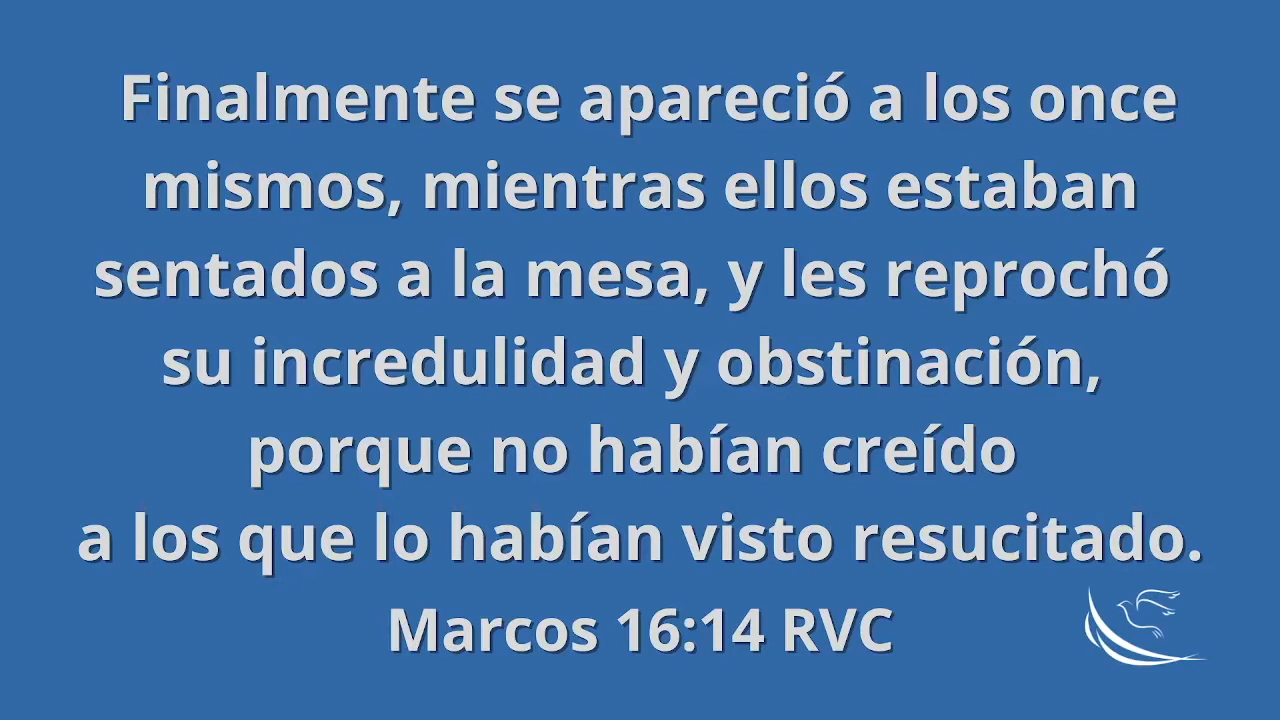 Finalmente se apareció a los once
mismos, mientras ellos estaban
sentados a la mesa, y les reprochó
su incredulidad y obstinación,
porque no habían creído
a los que lo habían visto resucitado.
Marcos 16:14 RVC